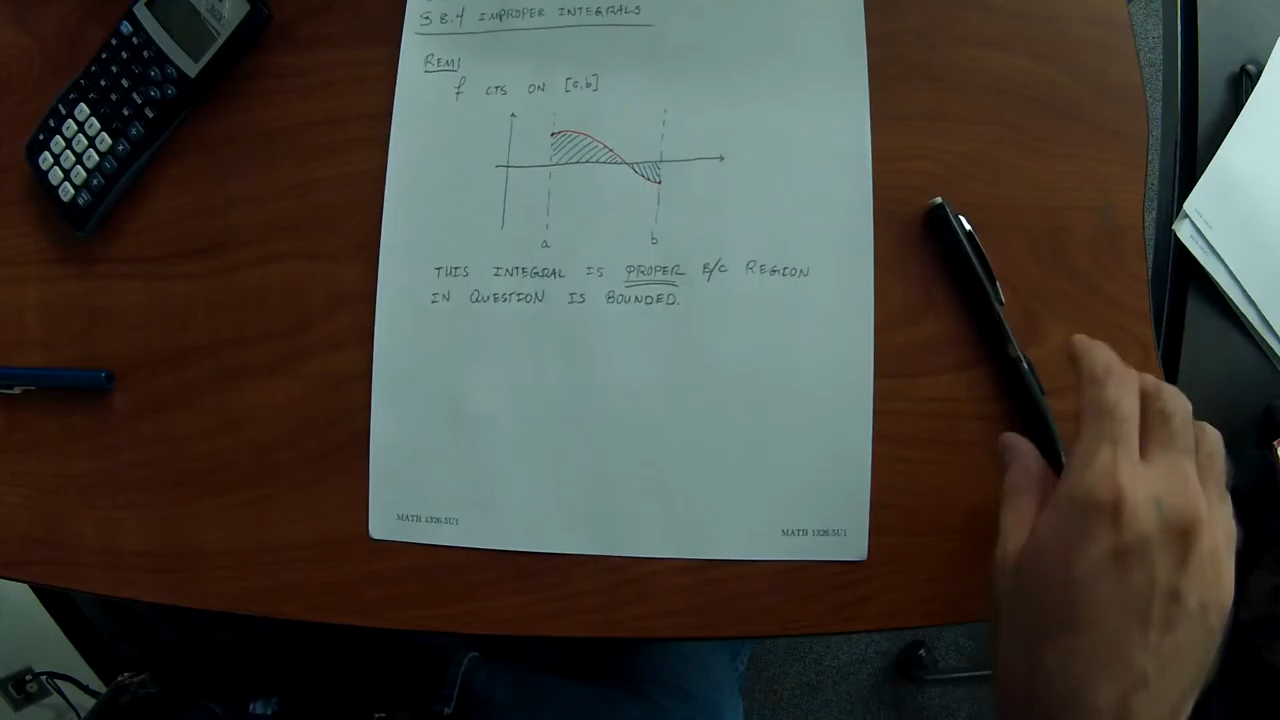 § 8.4 IMPROPER INTEGRALS
REM/
f CTS ON [a,b]
a b
THIS INTEGRAL IS PROPER B/C REGION
IN QUESTION IS BOUNDED.
MATH 1326.5U1 MATH 1326.5U1